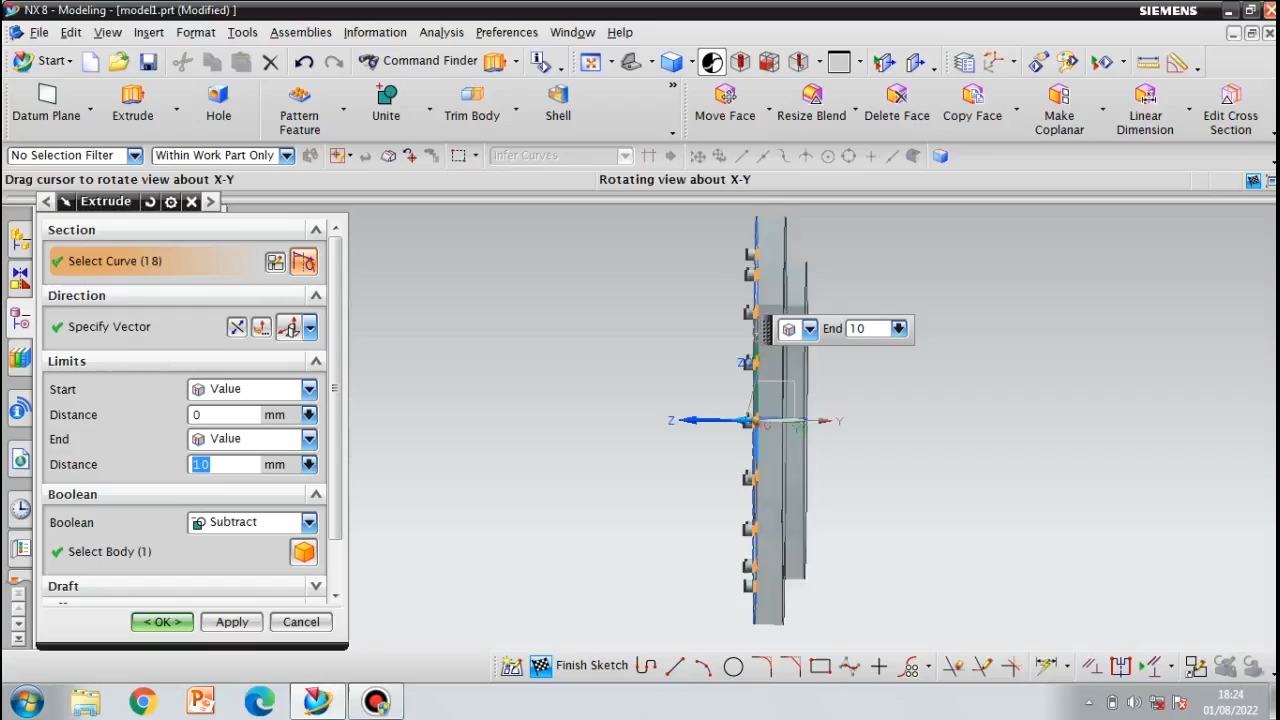 NX 8 - Modeling - [model1.prt (Modified) ]
SIEMENS
File Edit View Insert Format Tools Assemblies Information Analysis Preferences Window Help
Start Command Finder
Datum Plane Extrude Hole Pattern Feature Unite Trim Body Shell » Move Face Resize Blend Delete Face Copy Face Make Coplanar Linear Dimension Edit Cross Section
No Selection Filter Within Work Part Only Infer Curves
Drag cursor to rotate view about X-Y Rotating view about X-Y
Extrude
Section
Select Curve (18)
Direction
Specify Vector
Limits
Start Value
Distance 0 mm
End Value
Distance 10 mm
Boolean
Boolean Subtract
Select Body (1)
Draft
< OK > Apply Cancel
End 10
Z
Y
Finish Sketch
18:24
01/08/2022